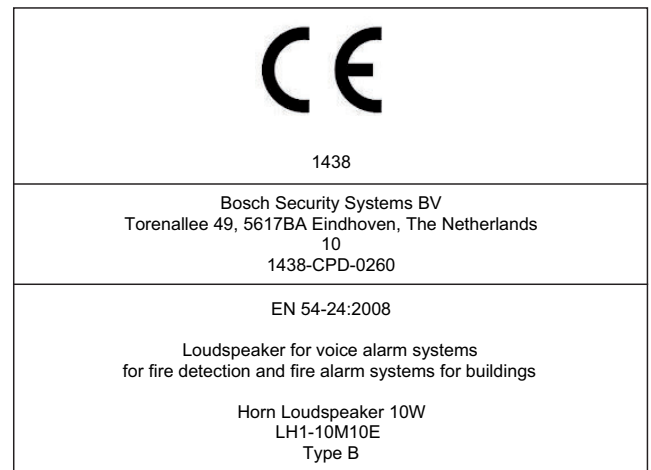 CE
1438
Bosch Security Systems BV
Torenallee 49, 5617BA Eindhoven, The Netherlands
10
1438-CPD-0260
EN 54-24:2008
Loudspeaker for voice alarm systems
for fire detection and fire alarm systems for buildings
Horn Loudspeaker 10W
LH1-10M10E
Type B